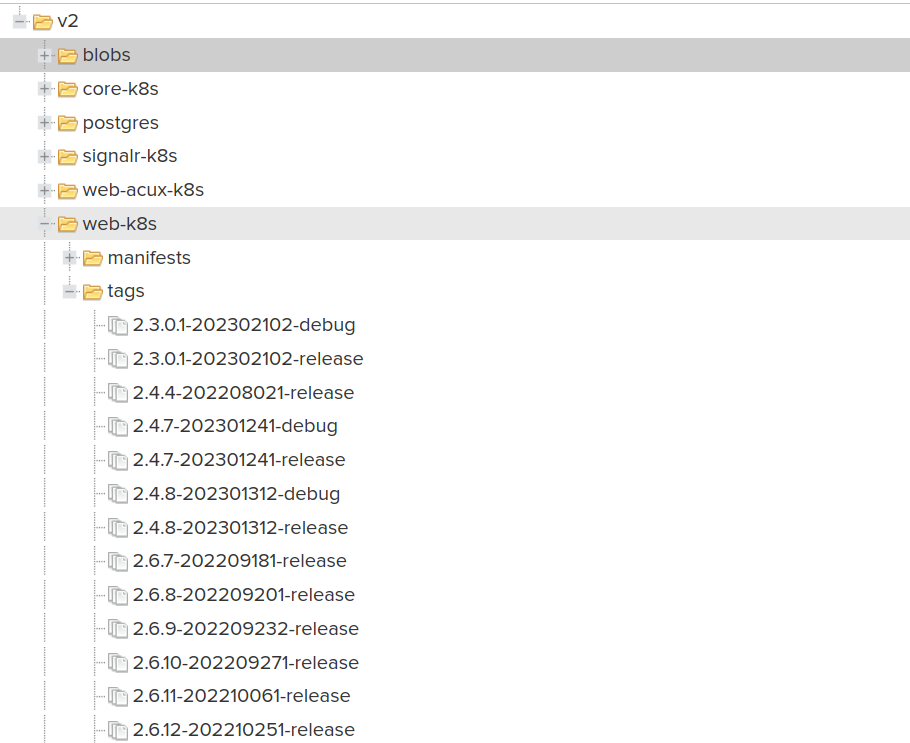 v2
blobs
core-k8s
postgres
signalr-k8s
web-acux-k8s
web-k8s
manifests
tags
2.3.0.1-202302102-debug
2.3.0.1-202302102-release
2.4.4-202208021-release
2.4.7-202301241-debug
2.4.7-202301241-release
2.4.8-202301312-debug
2.4.8-202301312-release
2.6.7-202209181-release
2.6.8-202209201-release
2.6.9-202209232-release
2.6.10-202209271-release
2.6.11-202210061-release
2.6.12-202210251-release